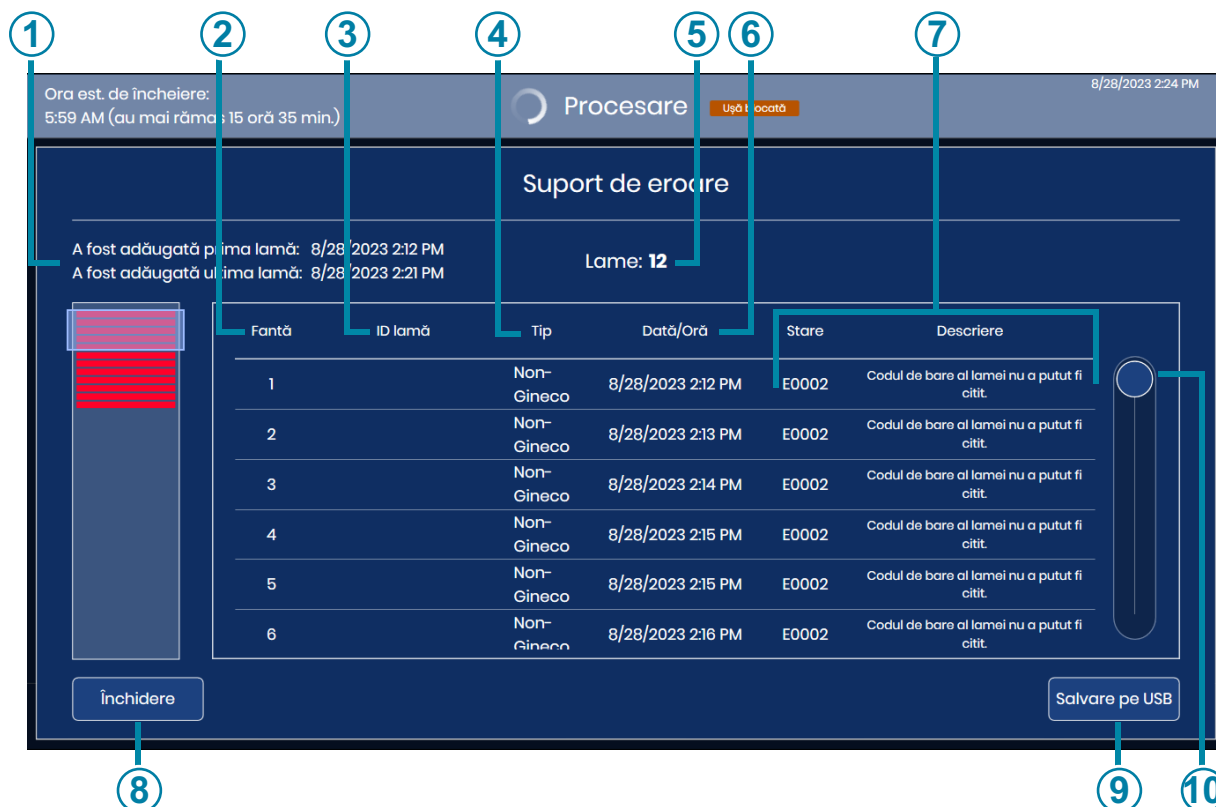 1 2 3 4 5 6 7
8/28/2023 2:24 PM
Ora est. de încheiere:
5:59 AM (au mai rămas 15 oră 35 min.)
Procesare
Ușă blocată
Suport de eroare
A fost adăugată prima lamă: 8/28/2023 2:12 PM
A fost adăugată ultima lamă: 8/28/2023 2:21 PM
Lame: 12
Fantă ID lamă Tip Dată/Oră Stare Descriere
1 Non-Gineco 8/28/2023 2:12 PM E0002 Codul de bare al lamei nu a putut fi citit.
2 Non-Gineco 8/28/2023 2:13 PM E0002 Codul de bare al lamei nu a putut fi citit.
3 Non-Gineco 8/28/2023 2:14 PM E0002 Codul de bare al lamei nu a putut fi citit.
4 Non-Gineco 8/28/2023 2:15 PM E0002 Codul de bare al lamei nu a putut fi citit.
5 Non-Gineco 8/28/2023 2:15 PM E0002 Codul de bare al lamei nu a putut fi citit.
6 Non-Gineco 8/28/2023 2:16 PM E0002 Codul de bare al lamei nu a putut fi citit.
Închidere
Salvare pe USB
8 9 10